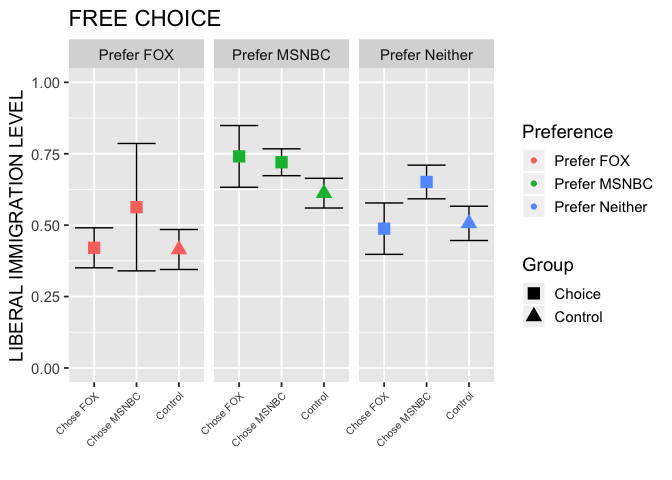 FREE CHOICE
Prefer FOX
Prefer MSNBC
Prefer Neither
LIBERAL IMMIGRATION LEVEL
1.00
0.75
0.50
0.25
0.00
Chose FOX
Chose MSNBC
Control
Chose FOX
Chose MSNBC
Control
Chose FOX
Chose MSNBC
Control
Preference
Prefer FOX
Prefer MSNBC
Prefer Neither
Group
Choice
Control